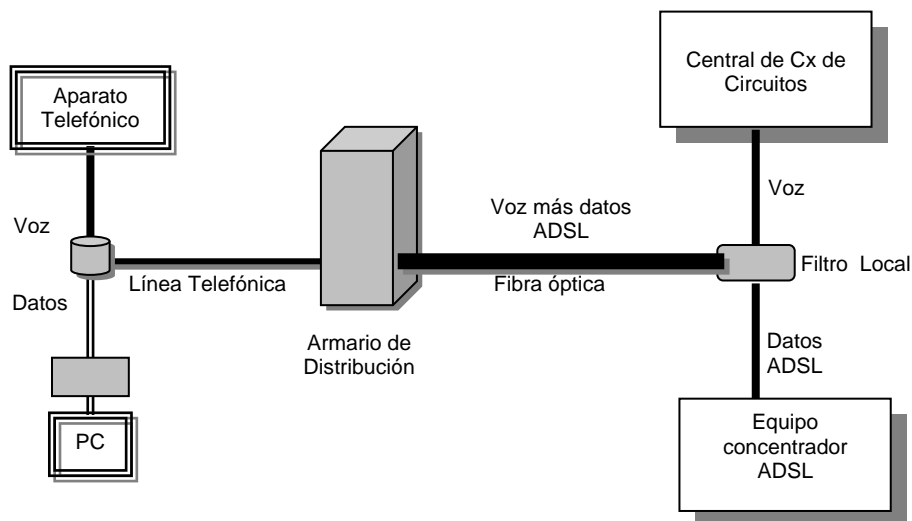 Central de Cx de
Circuitos
Aparato
Telefónico
Voz
Voz más datos
ADSL
Voz
Línea Telefónica
Fibra óptica
Filtro Local
Datos
Armario de
Distribución
Datos
ADSL
PC
Equipo
concentrador
ADSL